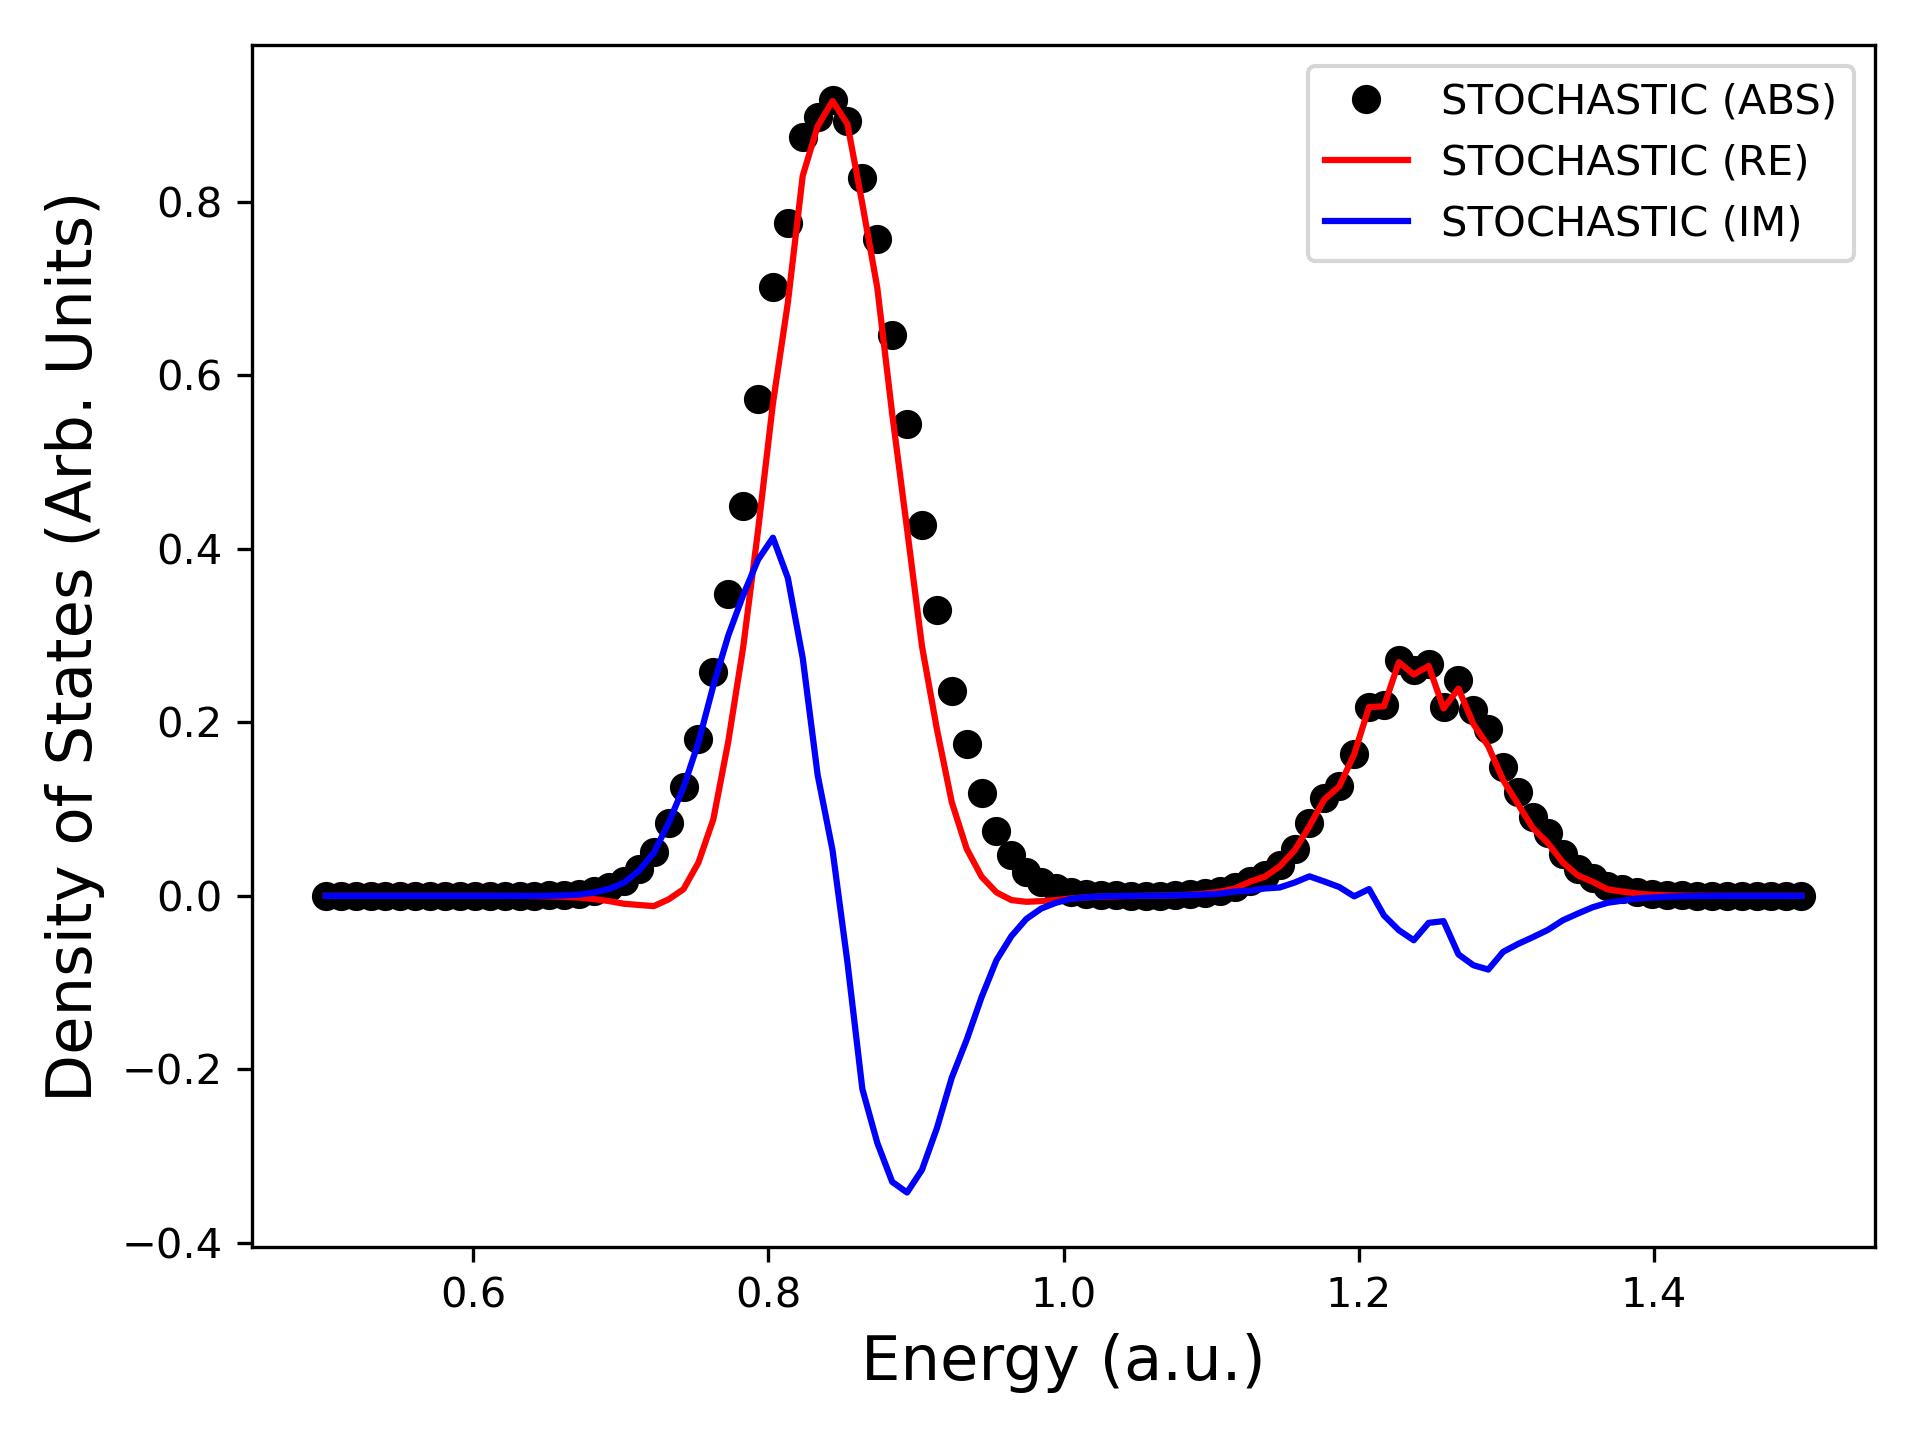 STOCHASTIC (ABS)
STOCHASTIC (RE)
STOCHASTIC (IM)
Density of States (Arb. Units)
0.8
0.6
0.4
0.2
0.0
−0.2
−0.4
0.6 0.8 1.0 1.2 1.4
Energy (a.u.)